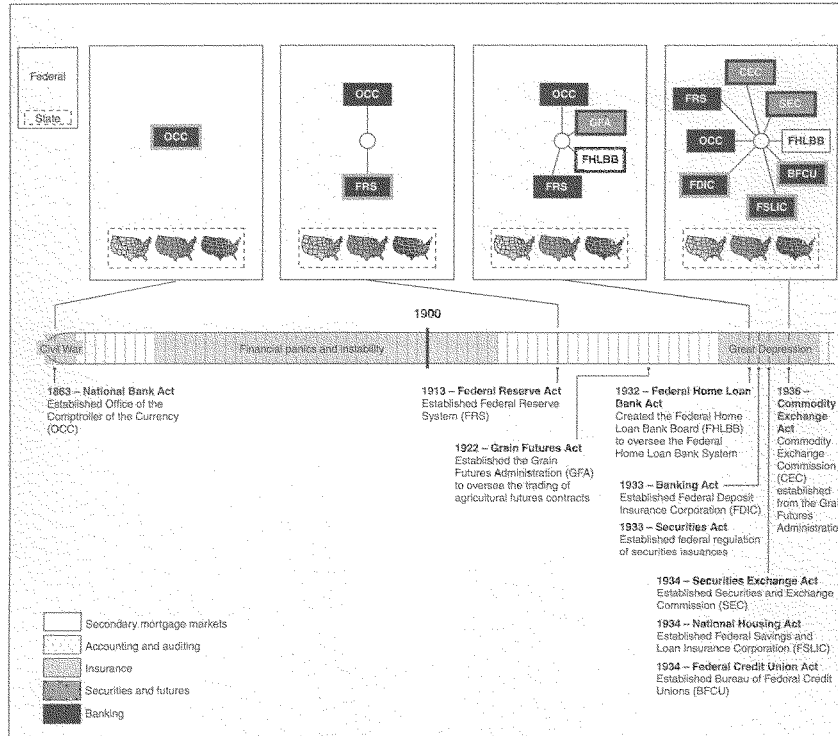 Federal
State
OCC
OCC
FRS
OCC
GFA
FHLBB
FRS
CEC
SEC
FRS
OCC
FHLBB
FDIC
BFCU
FSLIC
1900
Civil War
Financial panics and instability
Great Depression
1863 – National Bank Act
Established Office of the
Comptroller of the Currency
(OCC)
1913 – Federal Reserve Act
Established Federal Reserve
System (FRS)
1922 – Grain Futures Act
Established the Grain
Futures Administration (GFA)
to oversee the trading of
agricultural futures contracts
1932 – Federal Home Loan
Bank Act
Created the Federal Home
Loan Bank Board (FHLBB)
to oversee the Federal
Home Loan Bank System
1933 – Banking Act
Established Federal Deposit
Insurance Corporation (FDIC)
1933 – Securities Act
Established federal regulation
of securities issuances
1934 – Securities Exchange Act
Established Securities and Exchange
Commission (SEC)
1934 – National Housing Act
Established Federal Savings and
Loan Insurance Corporation (FSLIC)
1934 – Federal Credit Union Act
Established Bureau of Federal Credit
Unions (BFCU)
1936 –
Commodity
Exchange
Act
Commodity
Exchange
Commission
(CEC)
established
from the Grai
Futures
Administratio
Secondary mortgage markets
Accounting and auditing
Insurance
Securities and futures
Banking